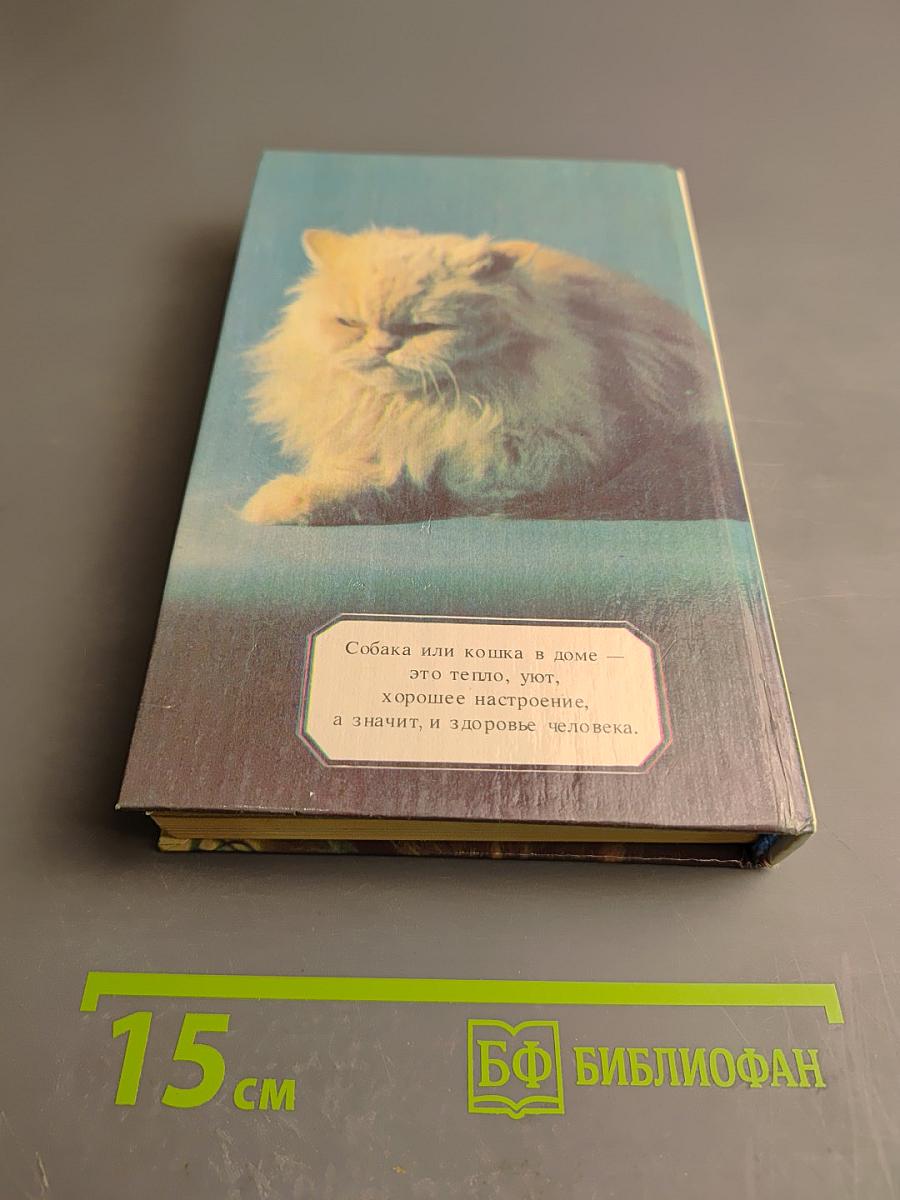 Собака или кошка в доме —
это тепло, уют,
хорошее настроение,
а значит, и здоровье человека.
15 см
БФ БИБЛИОФАН